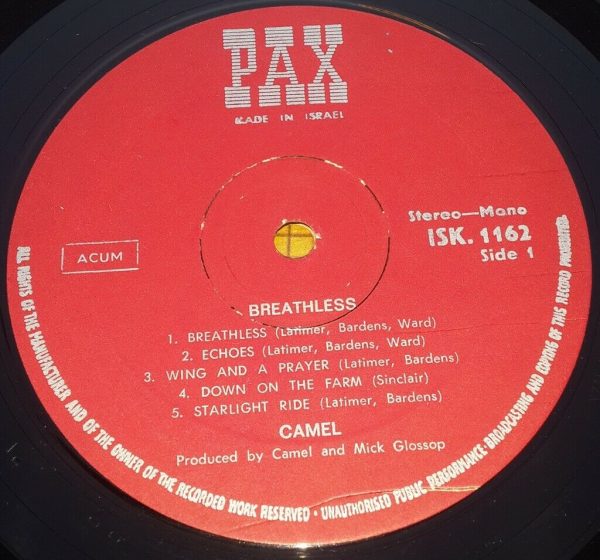 PAX
MADE IN ISRAEL
Stereo—Mono
ISK. 1162
Side 1
ACUM
BREATHLESS
1. BREATHLESS (Latimer, Bardens, Ward)
2. ECHOES (Latimer, Bardens, Ward)
3. WING AND A PRAYER (Latimer, Bardens)
4. DOWN ON THE FARM (Sinclair)
5. STARLIGHT RIDE (Latimer, Bardens)
CAMEL
Produced by Camel and Mick Glossop
ALL RIGHTS OF THE MANUFACTURER AND OF THE OWNER OF THE RECORDED WORK RESERVED • UNAUTHORISED PUBLIC PERFORMANCE BROADCASTING AND COPING OF THIS RECORD PROHIBITED.